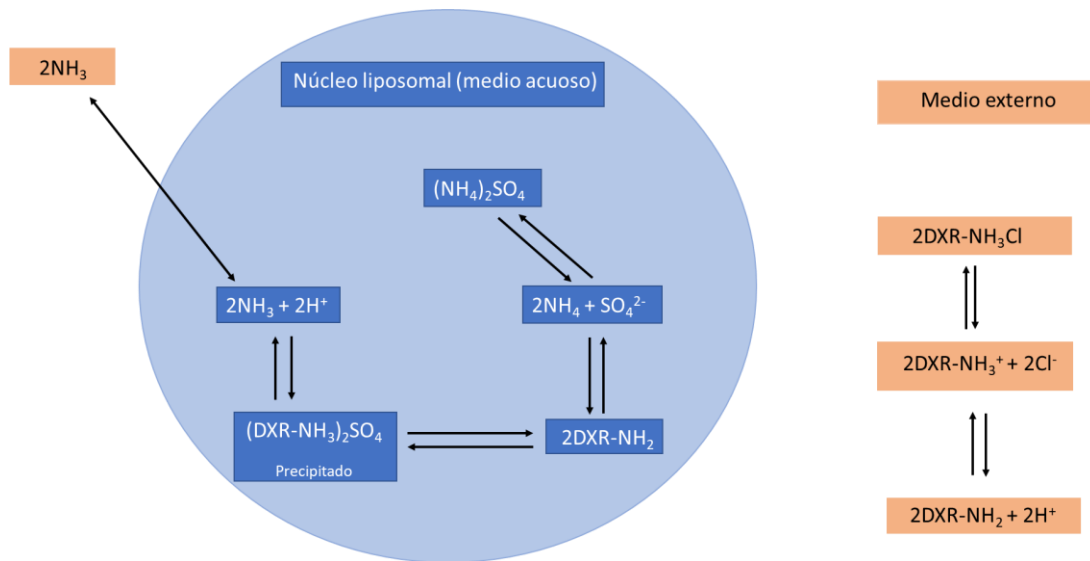 2NH₃
Núcleo liposomal (medio acuoso)
Medio externo
(NH₄)₂SO₄
2DXR-NH₃Cl
2NH₃ + 2H⁺
2NH₄ + SO₄²⁻
2DXR-NH₃⁺ + 2Cl⁻
(DXR-NH₃)₂SO₄
Precipitado
2DXR-NH₂
2DXR-NH₂ + 2H⁺